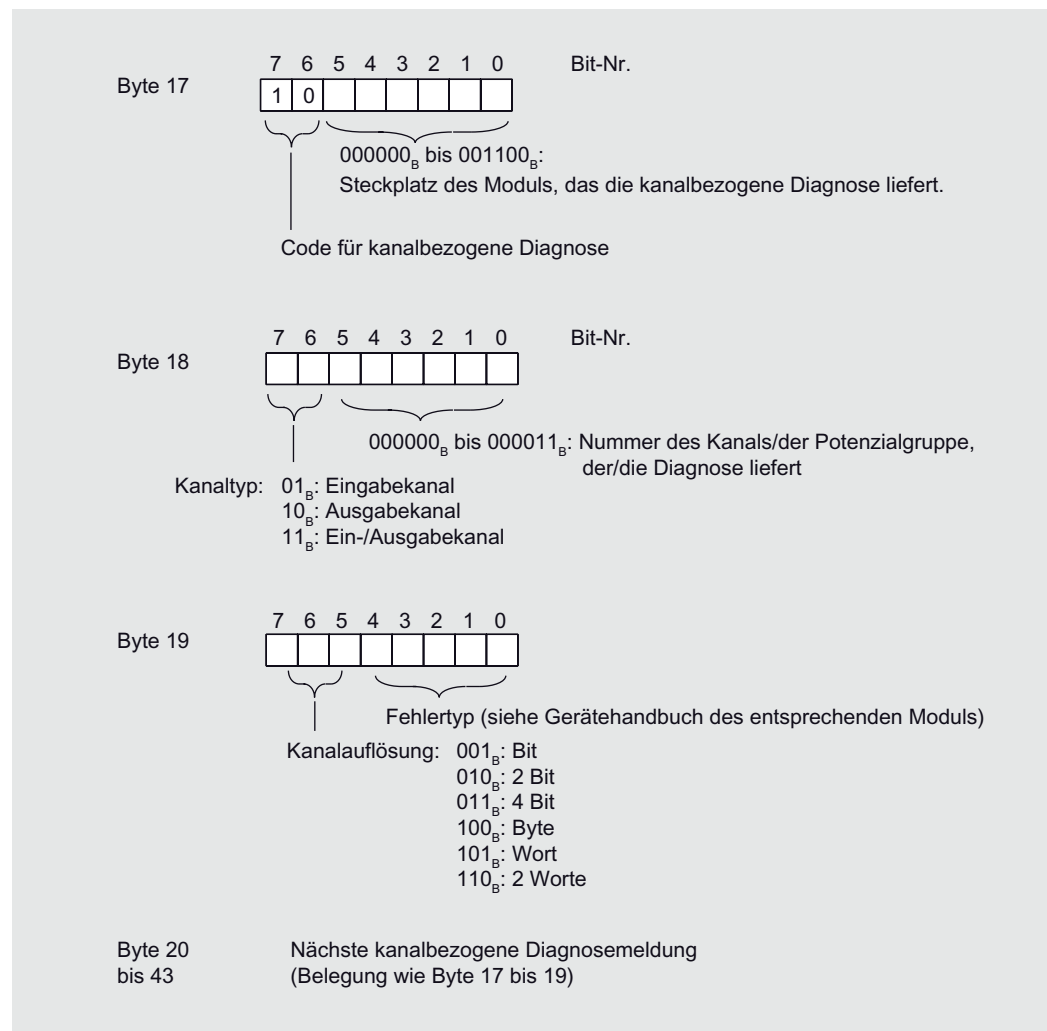 7 6 5 4 3 2 1 0 Bit-Nr.
Byte 17
1 0
000000B bis 001100B:
Steckplatz des Moduls, das die kanalbezogene Diagnose liefert.
Code für kanalbezogene Diagnose
7 6 5 4 3 2 1 0 Bit-Nr.
Byte 18
000000B bis 000011B: Nummer des Kanals/der Potenzialgruppe,
der/die Diagnose liefert
Kanaltyp: 01B: Eingabekanal
10B: Ausgabekanal
11B: Ein-/Ausgabekanal
7 6 5 4 3 2 1 0
Byte 19
Fehlertyp (siehe Gerätehandbuch des entsprechenden Moduls)
Kanalauflösung: 001B: Bit
010B: 2 Bit
011B: 4 Bit
100B: Byte
101B: Wort
110B: 2 Worte
Byte 20 Nächste kanalbezogene Diagnosemeldung
bis 43 (Belegung wie Byte 17 bis 19)